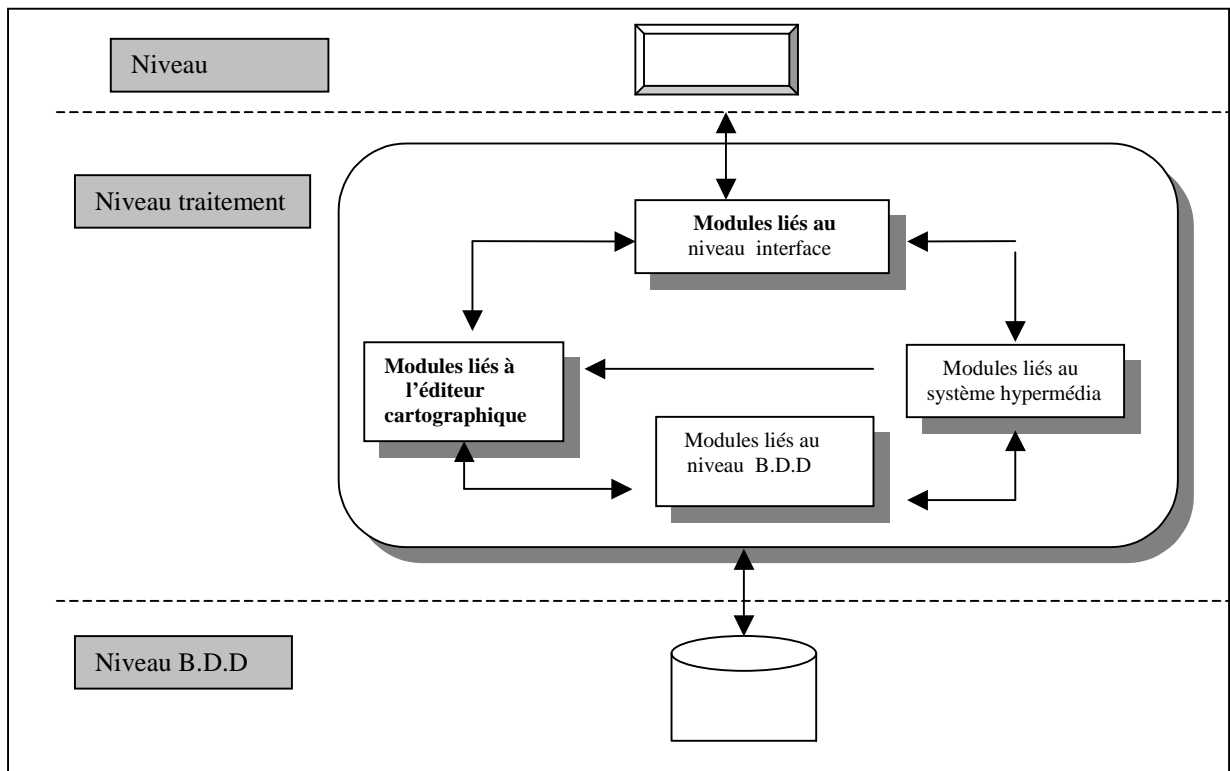 Niveau
Niveau traitement
Modules liés au
niveau interface
Modules liés à
l’éditeur
cartographique
Modules liés au
système hypermédia
Modules liés au
niveau B.D.D
Niveau B.D.D